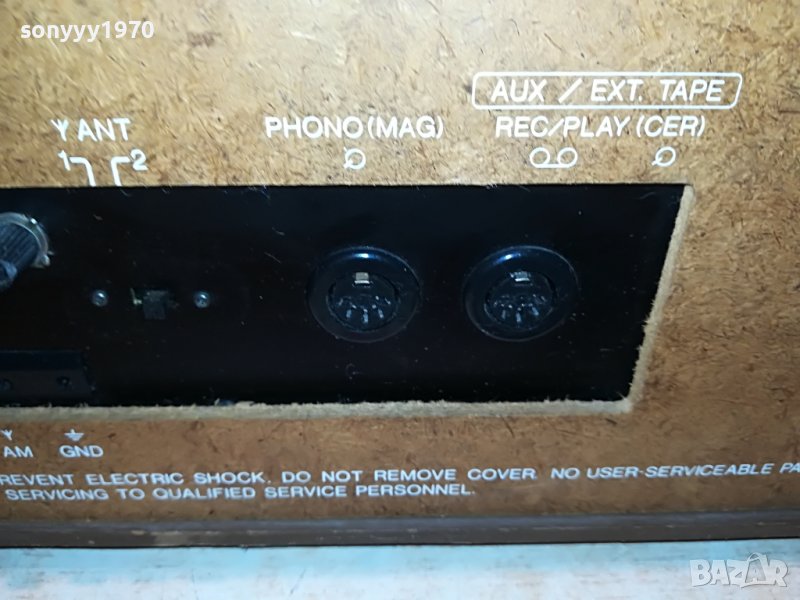 sonyyy1970
AUX / EXT. TAPE
ANT PHONO(MAG) REC/PLAY (CER)
1 2
AM GND
REVENT ELECTRIC SHOCK. DO NOT REMOVE COVER. NO USER-SERVICEABLE PA
SERVICING TO QUALIFIED SERVICE PERSONNEL.
BAZAR